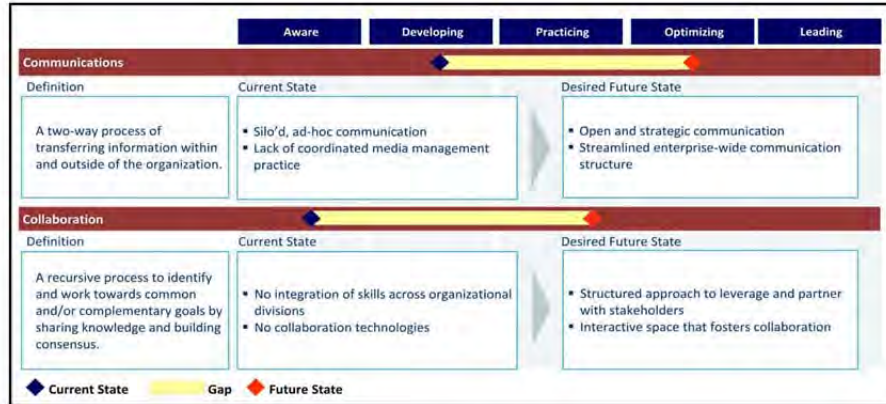 Aware Developing Practicing Optimizing Leading
Communications
Definition
A two-way process of
transferring information within
and outside of the organization.
Current State
▪ Silo'd, ad-hoc communication
▪ Lack of coordinated media management
practice
Desired Future State
▪ Open and strategic communication
▪ Streamlined enterprise-wide communication
structure
Collaboration
Definition
A recursive process to identify
and work towards common
and/or complementary goals by
sharing knowledge and building
consensus.
Current State
▪ No integration of skills across organizational
divisions
▪ No collaboration technologies
Desired Future State
▪ Structured approach to leverage and partner
with stakeholders
▪ Interactive space that fosters collaboration
Current State Gap Future State